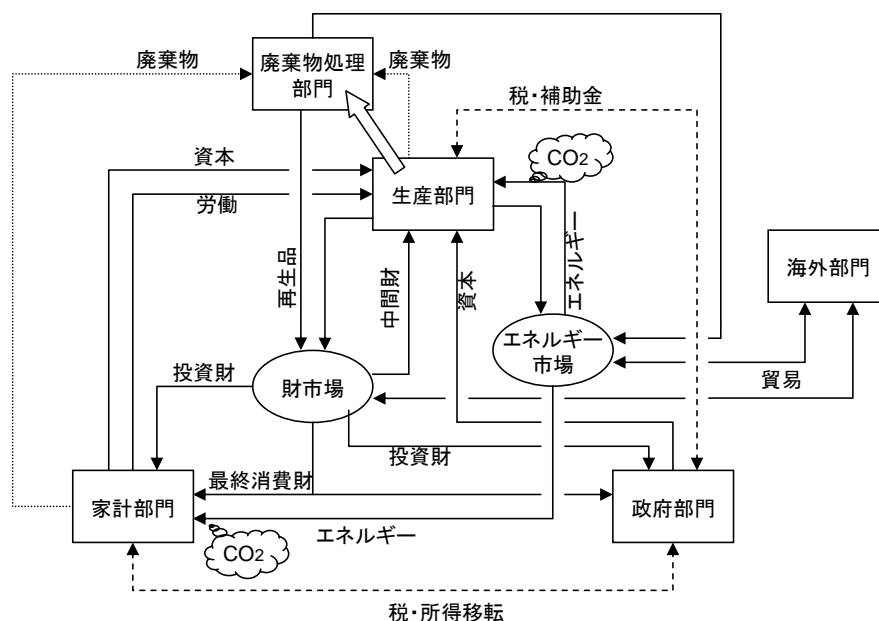 廃棄物
廃棄物処理
部門
廃棄物
税・補助金
CO2
資本
労働
生産部門
再生品
中間財
資本
エネルギー
海外部門
エネルギー
市場
投資財
財市場
貿易
投資財
最終消費財
家計部門
政府部門
エネルギー
CO2
税・所得移転